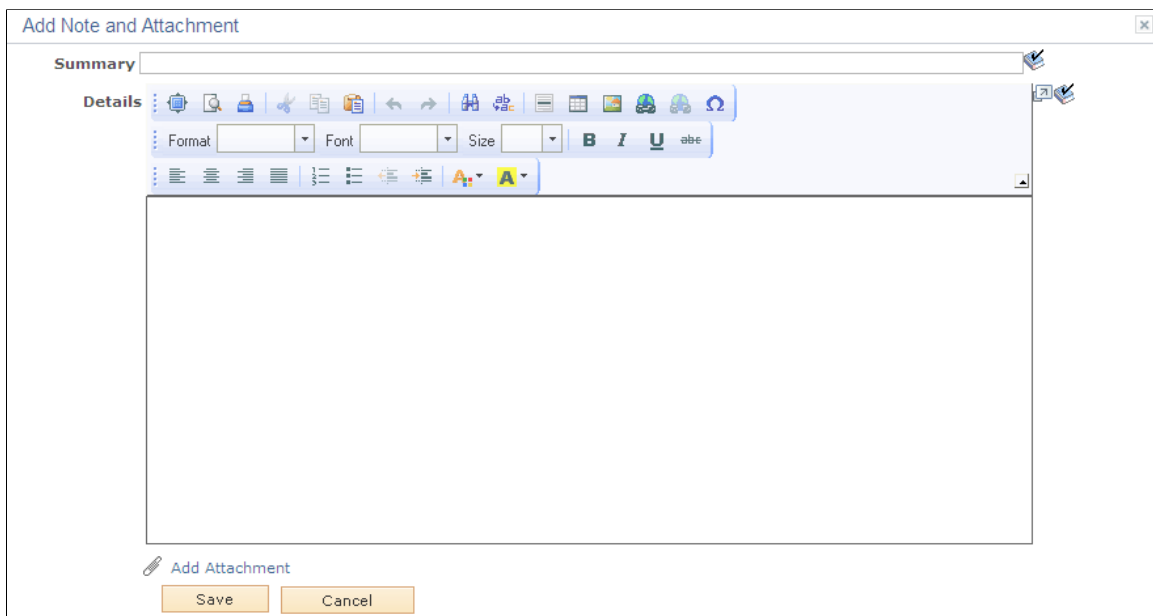 Add Note and Attachment
Summary
Details
Format Font Size B I U abc
A A
Add Attachment
Save Cancel